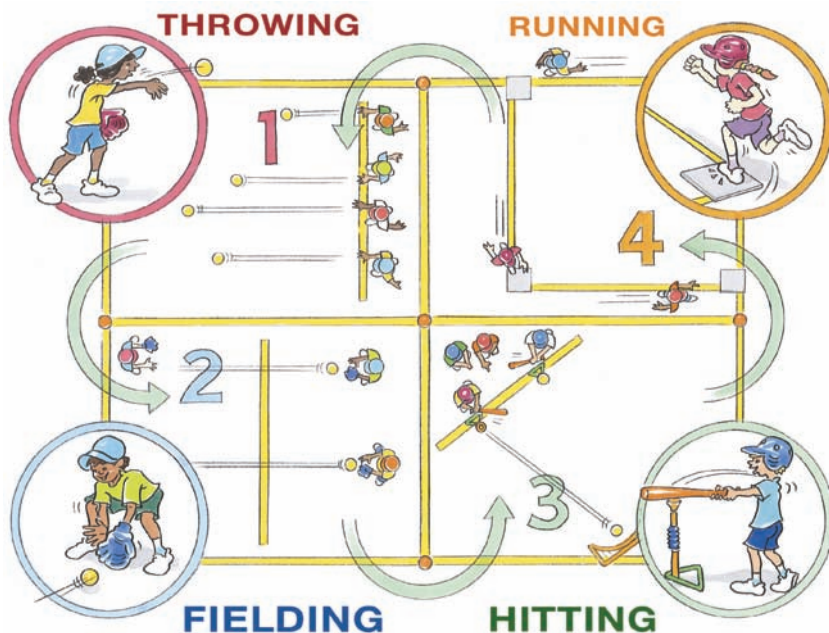 THROWING
RUNNING
1
4
2
3
FIELDING
HITTING